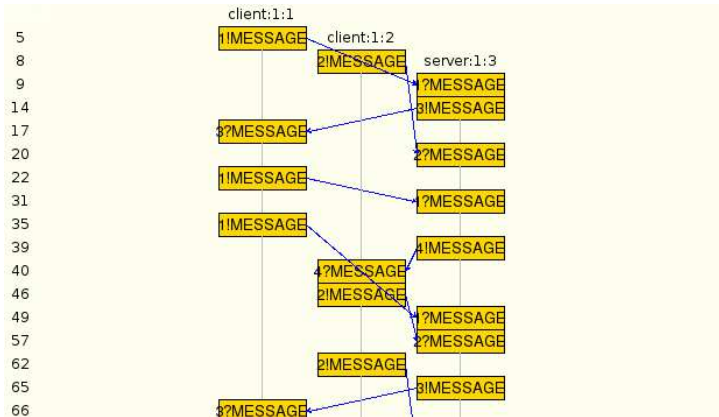 client:1:1
5 1!MESSAGE client:1:2
8 2!MESSAGE server:1:3
9 1?MESSAGE
14 3!MESSAGE
17 3?MESSAGE
20 2?MESSAGE
22 1!MESSAGE
31 1?MESSAGE
35 1!MESSAGE
39 4!MESSAGE
40 4?MESSAGE
46 2!MESSAGE
49 1?MESSAGE
57 2?MESSAGE
62 2!MESSAGE
65 3!MESSAGE
66 3?MESSAGE